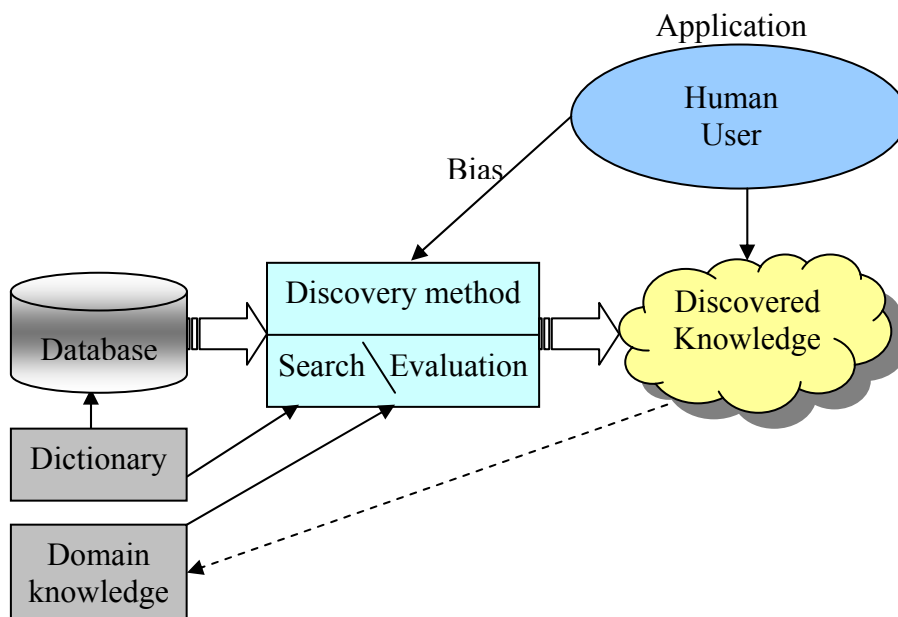 Application
Human
User
Bias
Discovery method
Discovered
Knowledge
Database
Search
Evaluation
Dictionary
Domain
knowledge